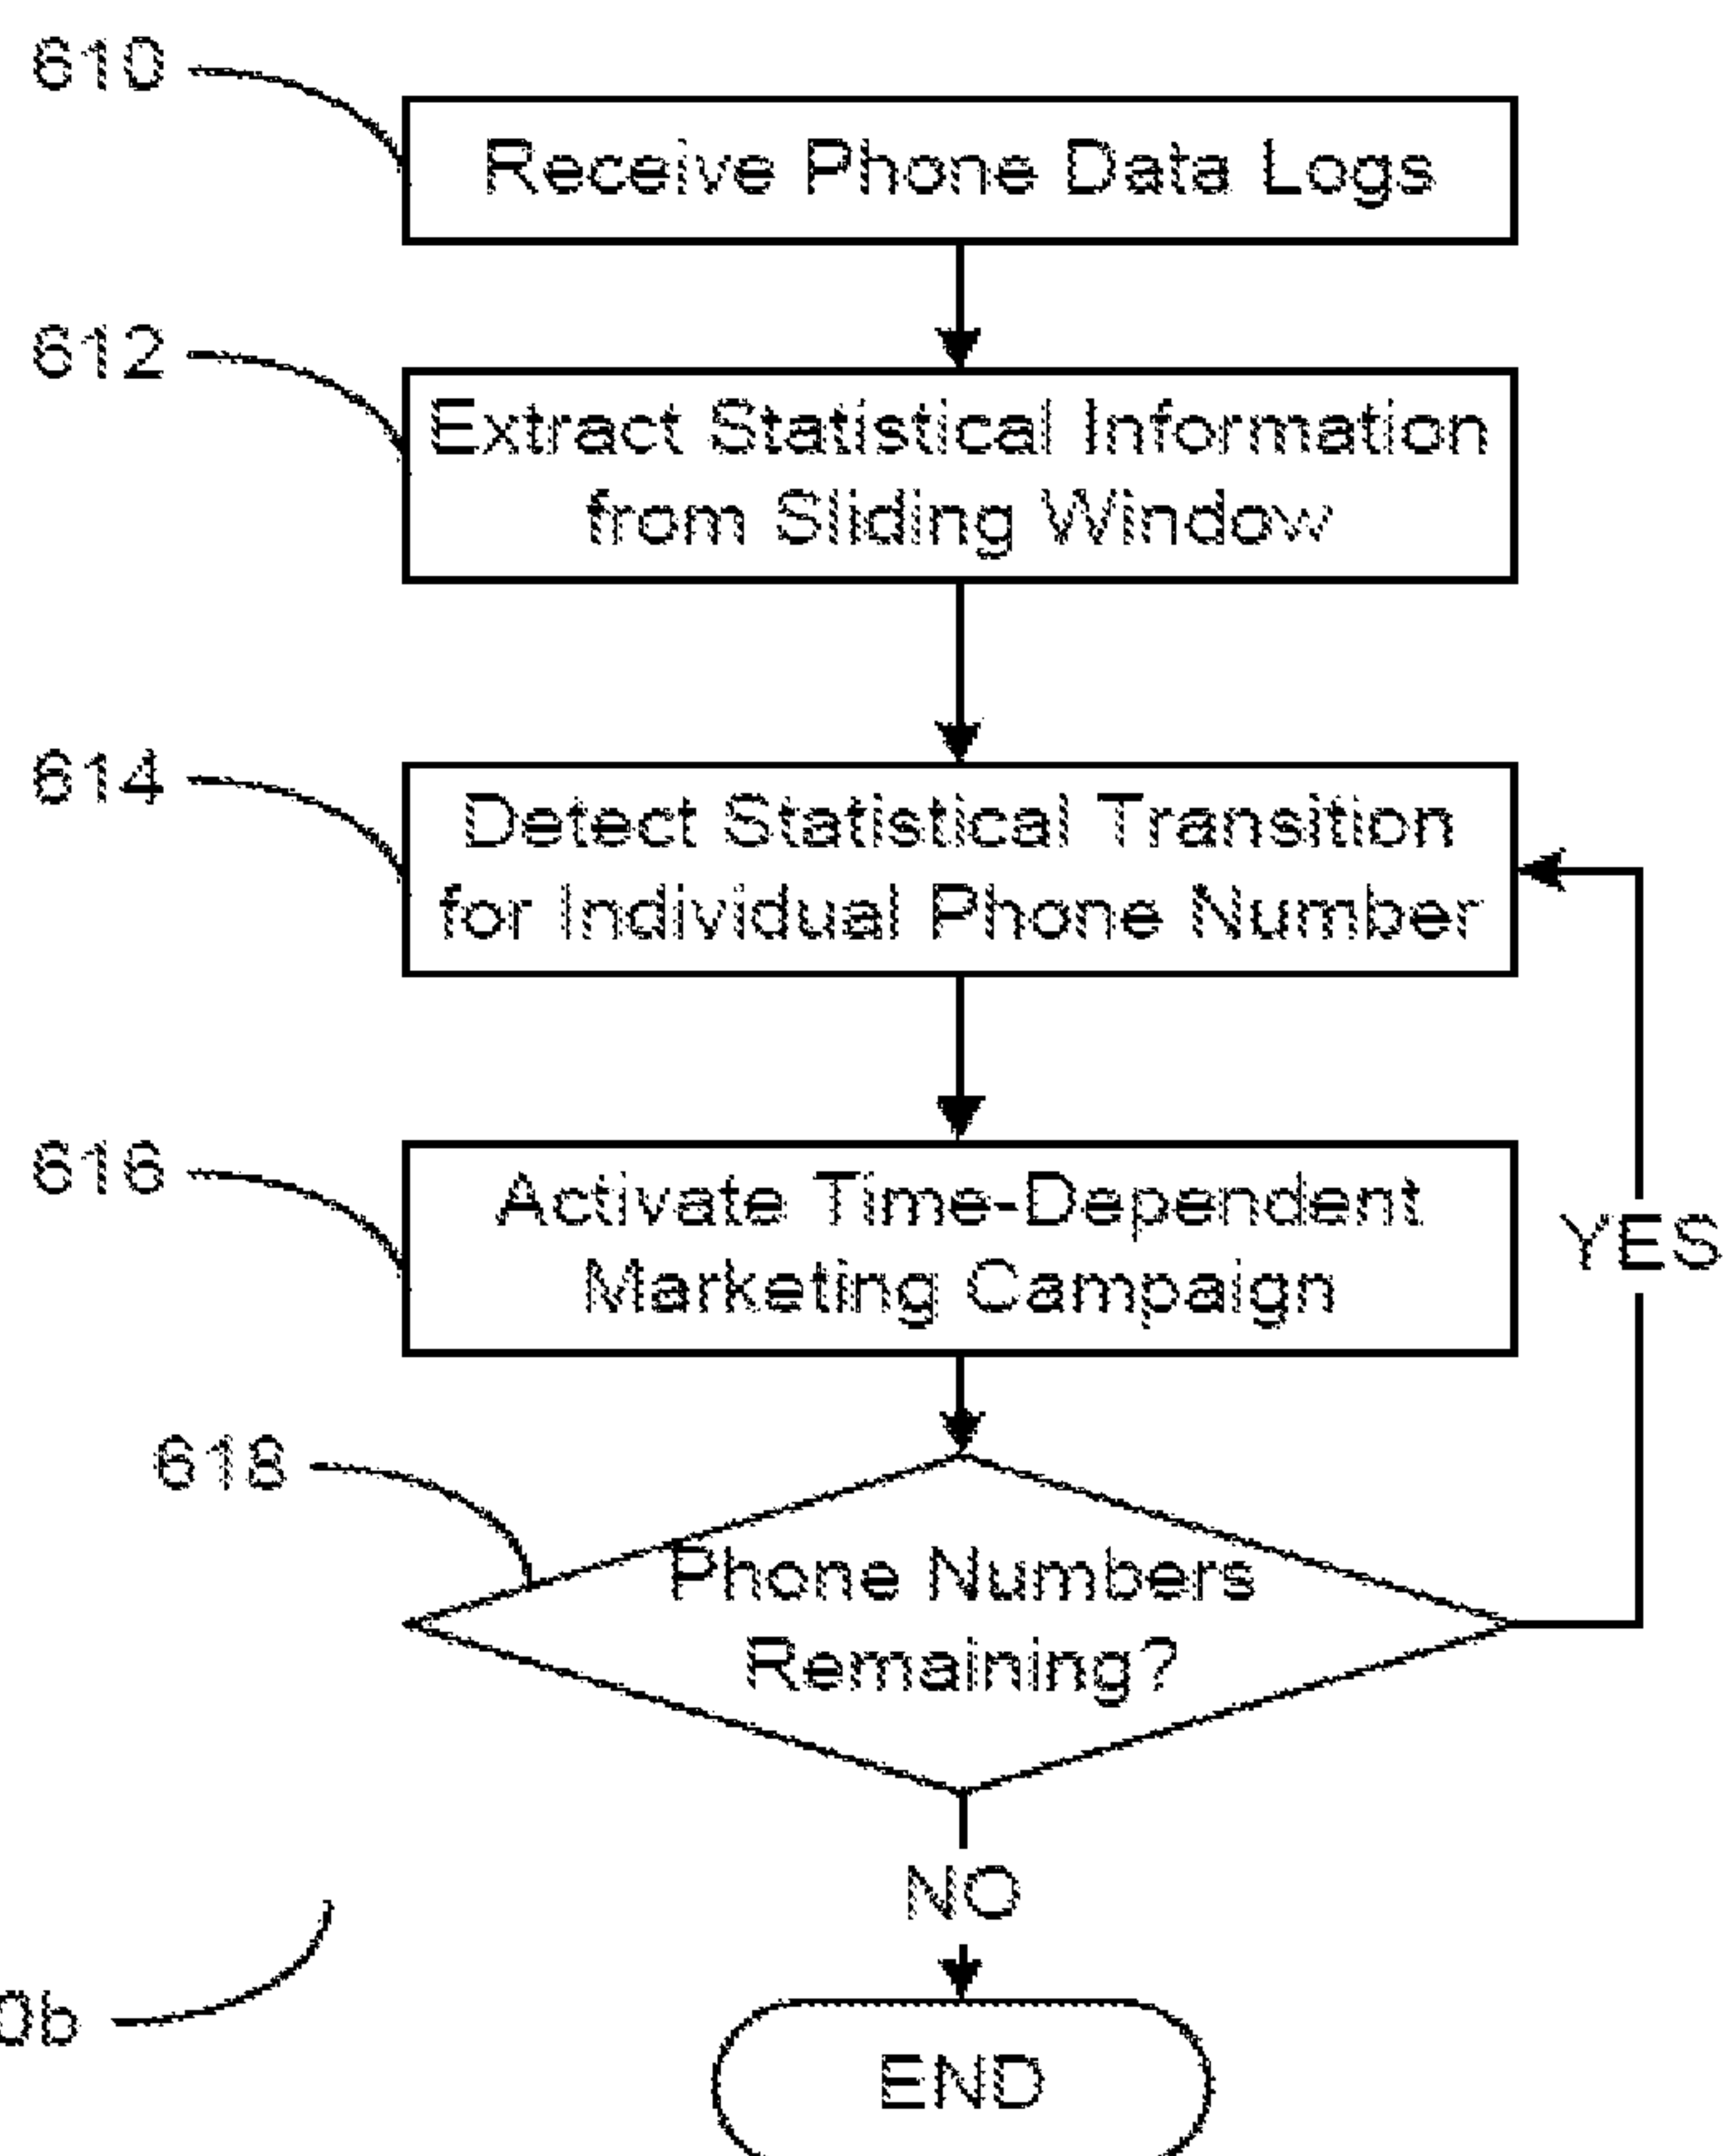 610
Receive Phone Data Logs
612
Extract Statistical Information
from Sliding Window
614
Detect Statistical Transition
for Individual Phone Number
616
Activate Time-Dependent
Marketing Campaign
YES
618
Phone Numbers
Remaining?
NO
0b
END